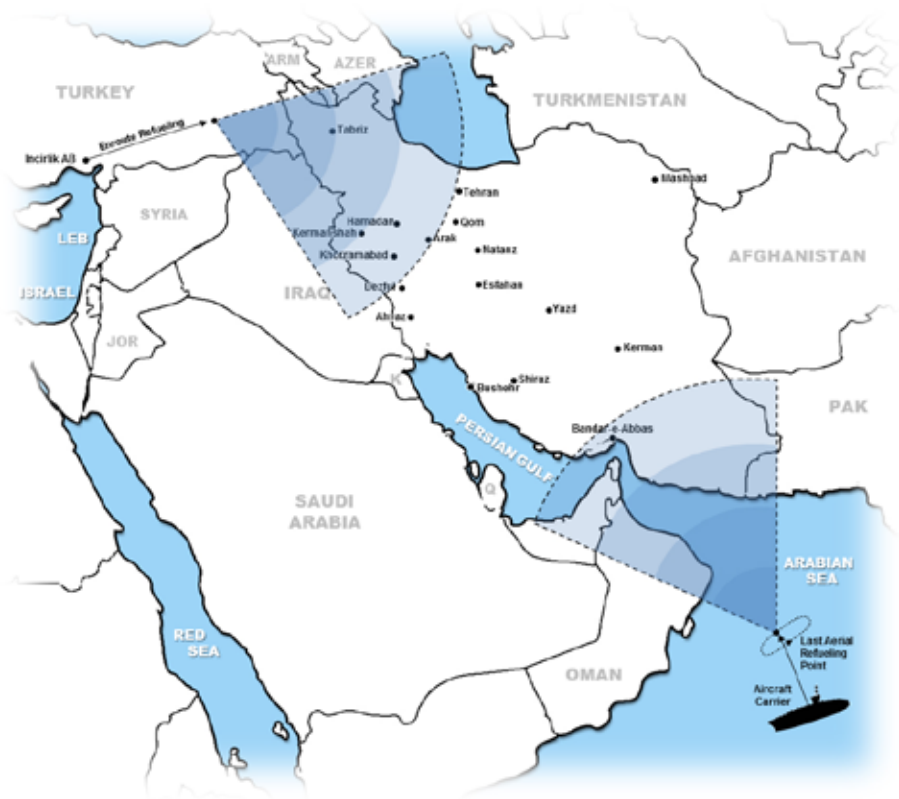 ARM
AZER
TURKEY
TURKMENISTAN
Enroute Refueling
Tabriz
Incirlik AB
Mashhad
Tehran
SYRIA
Hamadan
Qom
LEB
Kermanshah
Arak
Natanz
Khorramabad
AFGHANISTAN
ISRAEL
IRAQ
Dezful
Esfahan
Yazd
Ahvaz
JOR
Kerman
K
Shiraz
Bushehr
PAK
PERSIAN GULF
Bandar-e-Abbas
Q
SAUDI
ARABIA
ARABIAN
SEA
RED
SEA
Last Aerial
Refueling
Point
OMAN
Aircraft
Carrier